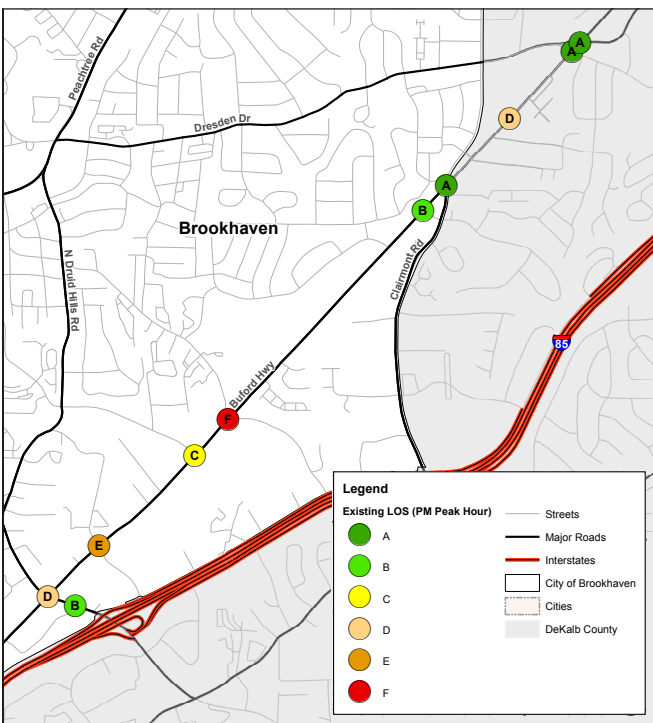 Peachtree Rd
A
A
Dresden Dr
D
A
B
Brookhaven
N Druid Hills Rd
Clairmont Rd
85
Buford Hwy
F
C
E
D
B
Legend
Existing LOS (PM Peak Hour)
A
B
C
D
E
F
Streets
Major Roads
Interstates
City of Brookhaven
Cities
DeKalb County